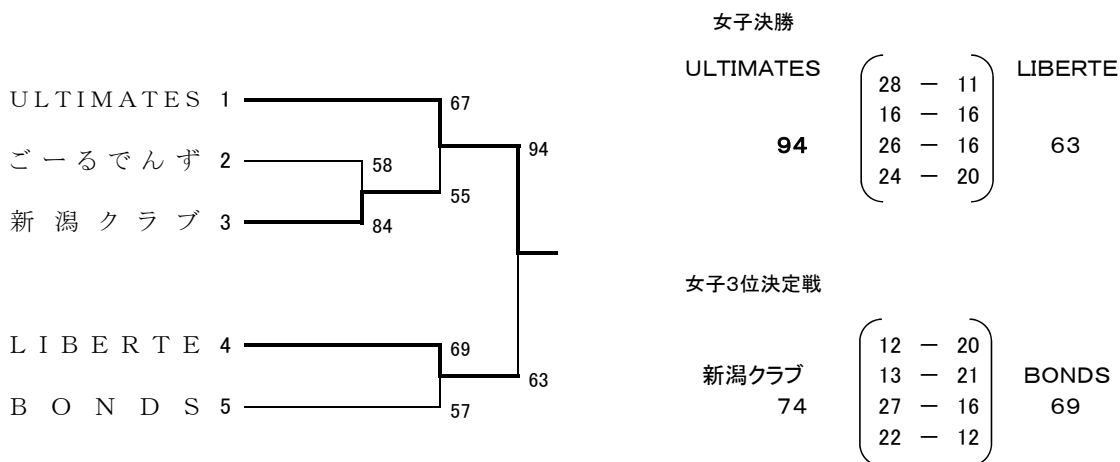 女子決勝
ULTIMATES LIBERTE
28 － 11
16 － 16
94 26 － 16 63
24 － 20
ULTIMATES 1 67
ごーるでんず 2 58 94
新潟クラブ 3 84 55
女子3位決定戦
LIBERTE 4 69
BONDS 5 57 63
12 － 20
新潟クラブ 13 － 21 BONDS
74 27 － 16 69
22 － 12